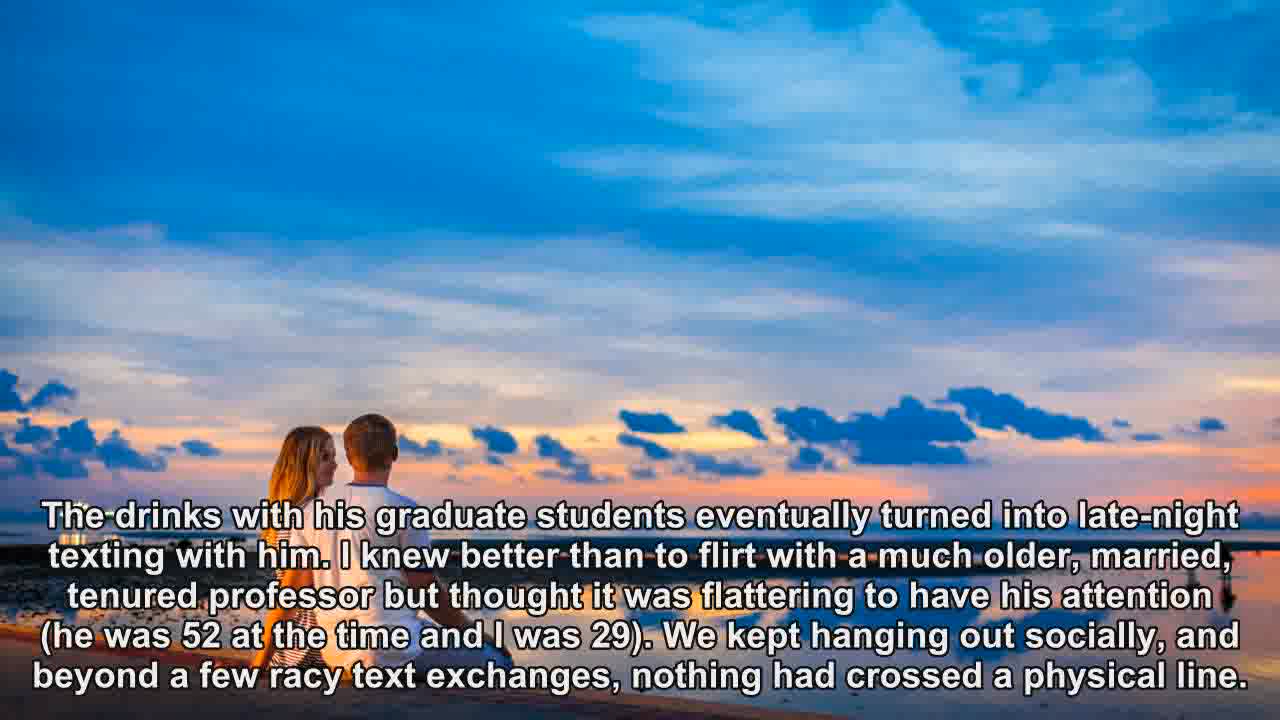 The drinks with his graduate students eventually turned into late-night
texting with him. I knew better than to flirt with a much older, married,
tenured professor but thought it was flattering to have his attention
(he was 52 at the time and I was 29). We kept hanging out socially, and
beyond a few racy text exchanges, nothing had crossed a physical line.